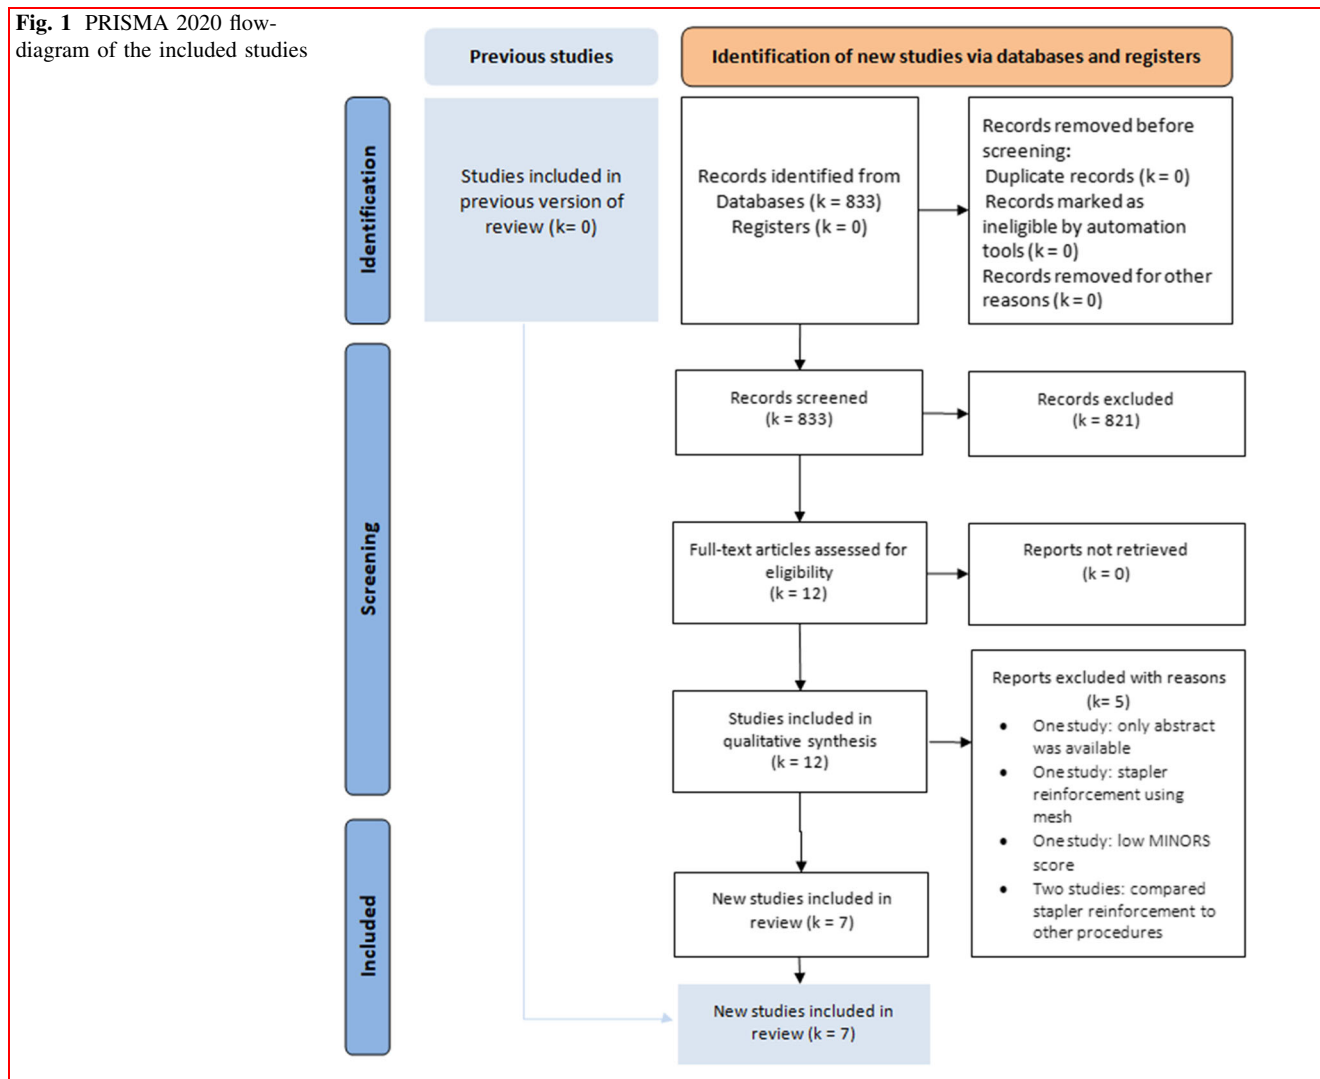 Fig. 1 PRISMA 2020 flow-
diagram of the included studies
Previous studies
Identification of new studies via databases and registers
Identification
Studies included in
previous version of
review (k= 0)
Records identified from
Databases (k = 833)
Registers (k = 0)
Records removed before
screening:
Duplicate records (k = 0)
Records marked as
ineligible by automation
tools (k = 0)
Records removed for other
reasons (k = 0)
Screening
Records screened
(k = 833)
Records excluded
(k = 821)
Full-text articles assessed for
eligibility
(k = 12)
Reports not retrieved
(k = 0)
Studies included in
qualitative synthesis
(k = 12)
Reports excluded with reasons
(k= 5)
• One study: only abstract
was available
• One study: stapler
reinforcement using
mesh
• One study: low MINORS
score
• Two studies: compared
stapler reinforcement to
other procedures
Included
New studies included in
review (k = 7)
New studies included in
review (k = 7)